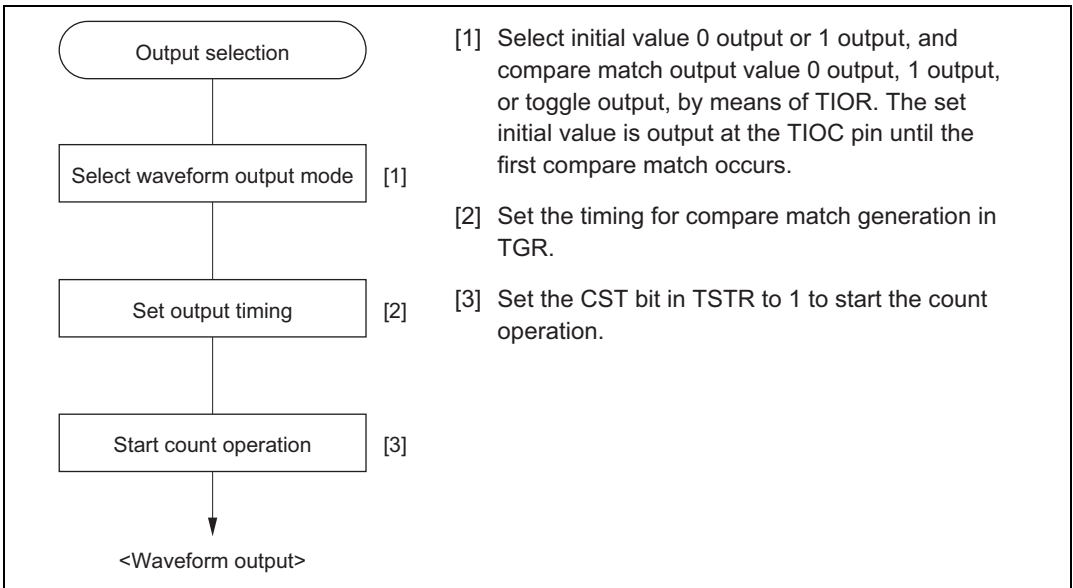 Output selection
Select waveform output mode [1]
Set output timing [2]
Start count operation [3]
<Waveform output>
[1] Select initial value 0 output or 1 output, and
compare match output value 0 output, 1 output,
or toggle output, by means of TIOR. The set
initial value is output at the TIOC pin until the
first compare match occurs.
[2] Set the timing for compare match generation in
TGR.
[3] Set the CST bit in TSTR to 1 to start the count
operation.